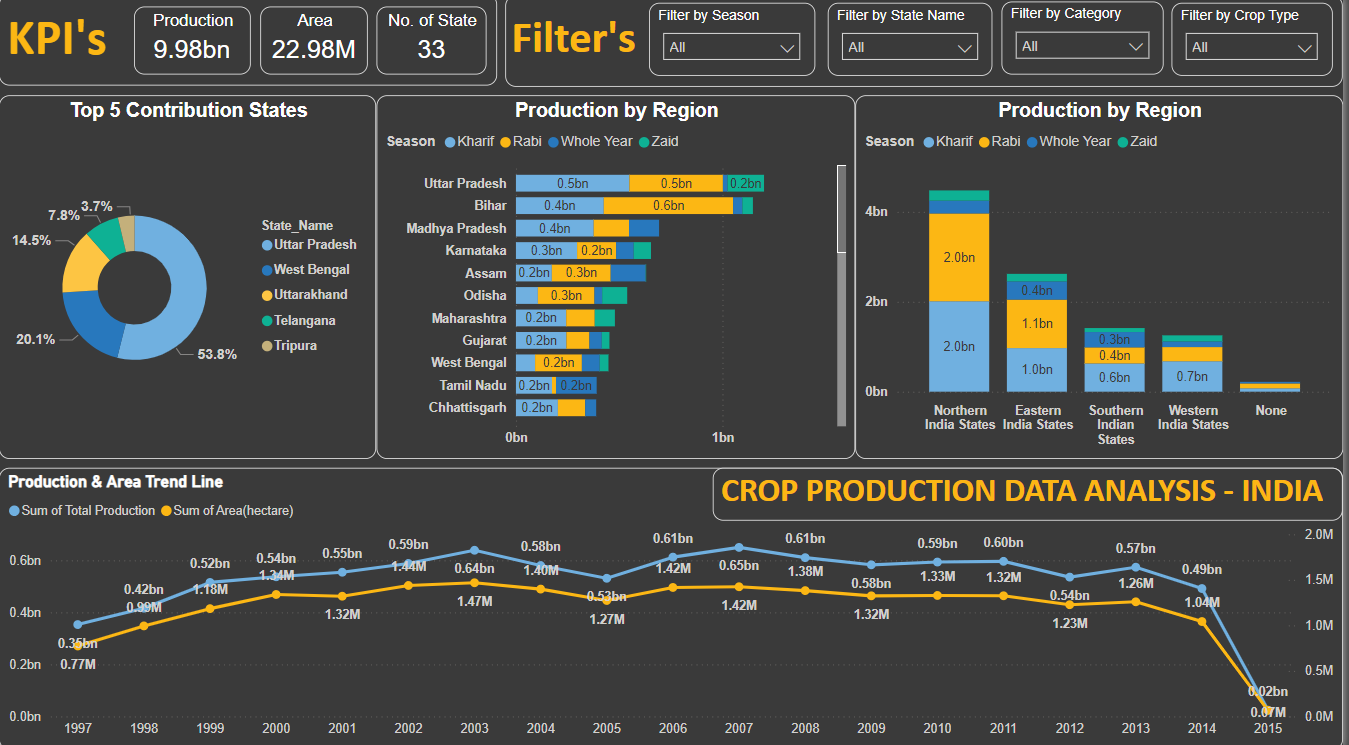 KPI's
Production
9.98bn
Area
22.98M
No. of State
33
Filter's
Filter by Season
All
Filter by State Name
All
Filter by Category
All
Filter by Crop Type
All
Top 5 Contribution States
3.7%
7.8%
14.5%
20.1%
53.8%
State_Name
Uttar Pradesh
West Bengal
Uttarakhand
Telangana
Tripura
Production by Region
Season Kharif Rabi Whole Year Zaid
Uttar Pradesh 0.5bn 0.5bn 0.2bn
Bihar 0.4bn 0.6bn
Madhya Pradesh 0.4bn
Karnataka 0.3bn 0.2bn
Assam 0.2bn 0.3bn
Odisha 0.3bn
Maharashtra 0.2bn
Gujarat 0.2bn
West Bengal 0.2bn
Tamil Nadu 0.2bn 0.2bn
Chhattisgarh 0.2bn
0bn 1bn
Production by Region
Season Kharif Rabi Whole Year Zaid
4bn
2bn
0bn
2.0bn
2.0bn
0.4bn
1.1bn
1.0bn
0.3bn
0.4bn
0.6bn
0.7bn
Northern
India States
Eastern
India States
Southern
Indian
States
Western
India States
None
Production & Area Trend Line
Sum of Total Production Sum of Area(hectare)
CROP PRODUCTION DATA ANALYSIS - INDIA
0.6bn
0.4bn
0.2bn
0.0bn
2.0M
1.5M
1.0M
0.5M
0.0M
0.35bn
0.42bn
0.52bn
0.54bn
0.55bn
0.59bn
0.64bn
0.58bn
0.53bn
0.61bn
0.65bn
0.61bn
0.58bn
0.59bn
0.60bn
0.54bn
0.57bn
0.49bn
0.02bn
0.77M
0.99M
1.18M
1.34M
1.32M
1.44M
1.47M
1.40M
1.27M
1.42M
1.42M
1.38M
1.32M
1.33M
1.32M
1.23M
1.26M
1.04M
0.07M
1997 1998 1999 2000 2001 2002 2003 2004 2005 2006 2007 2008 2009 2010 2011 2012 2013 2014 2015